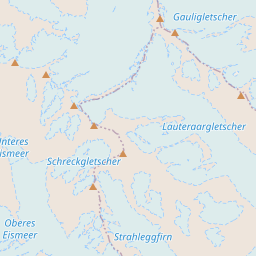 Gauligletscher
Lauteraargletscher
Unteres
Eismeer
Schreckgletscher
Oberes
Eismeer
Strahleggfirn